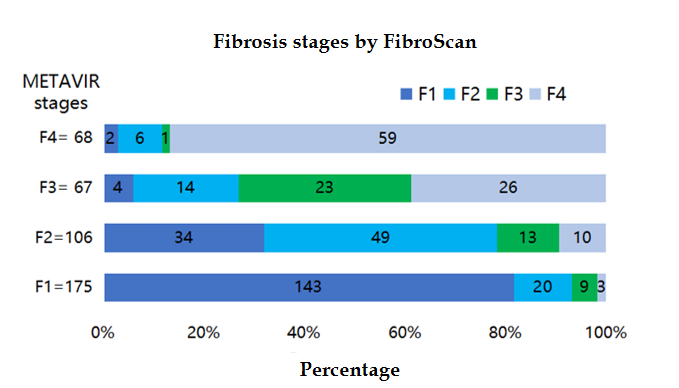 Fibrosis stages by FibroScan
METAVIR
stages
F1 F2 F3 F4
F4= 68 2 6 1 59
F3= 67 4 14 23 26
F2=106 34 49 13 10
F1=175 143 20 9 3
0% 20% 40% 60% 80% 100%
Percentage